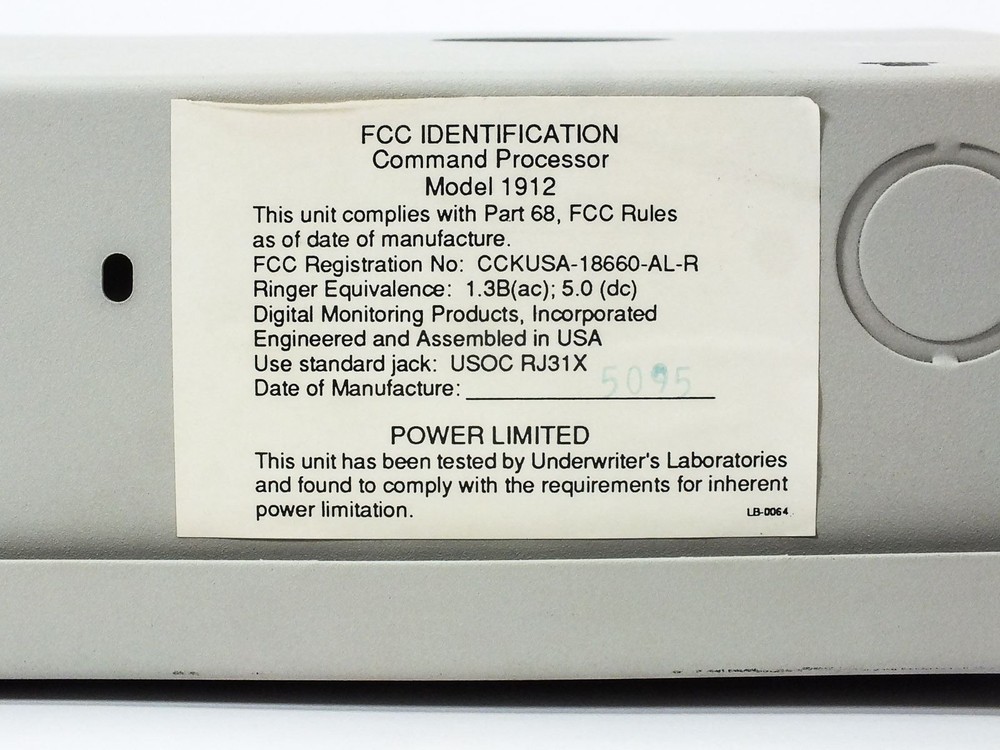 FCC IDENTIFICATION
Command Processor
Model 1912
This unit complies with Part 68, FCC Rules
as of date of manufacture.
FCC Registration No: CCKUSA-18660-AL-R
Ringer Equivalence: 1.3B(ac); 5.0 (dc)
Digital Monitoring Products, Incorporated
Engineered and Assembled in USA
Use standard jack: USOC RJ31X
Date of Manufacture: 5095
POWER LIMITED
This unit has been tested by Underwriter's Laboratories
and found to comply with the requirements for inherent
power limitation.
LB-0064